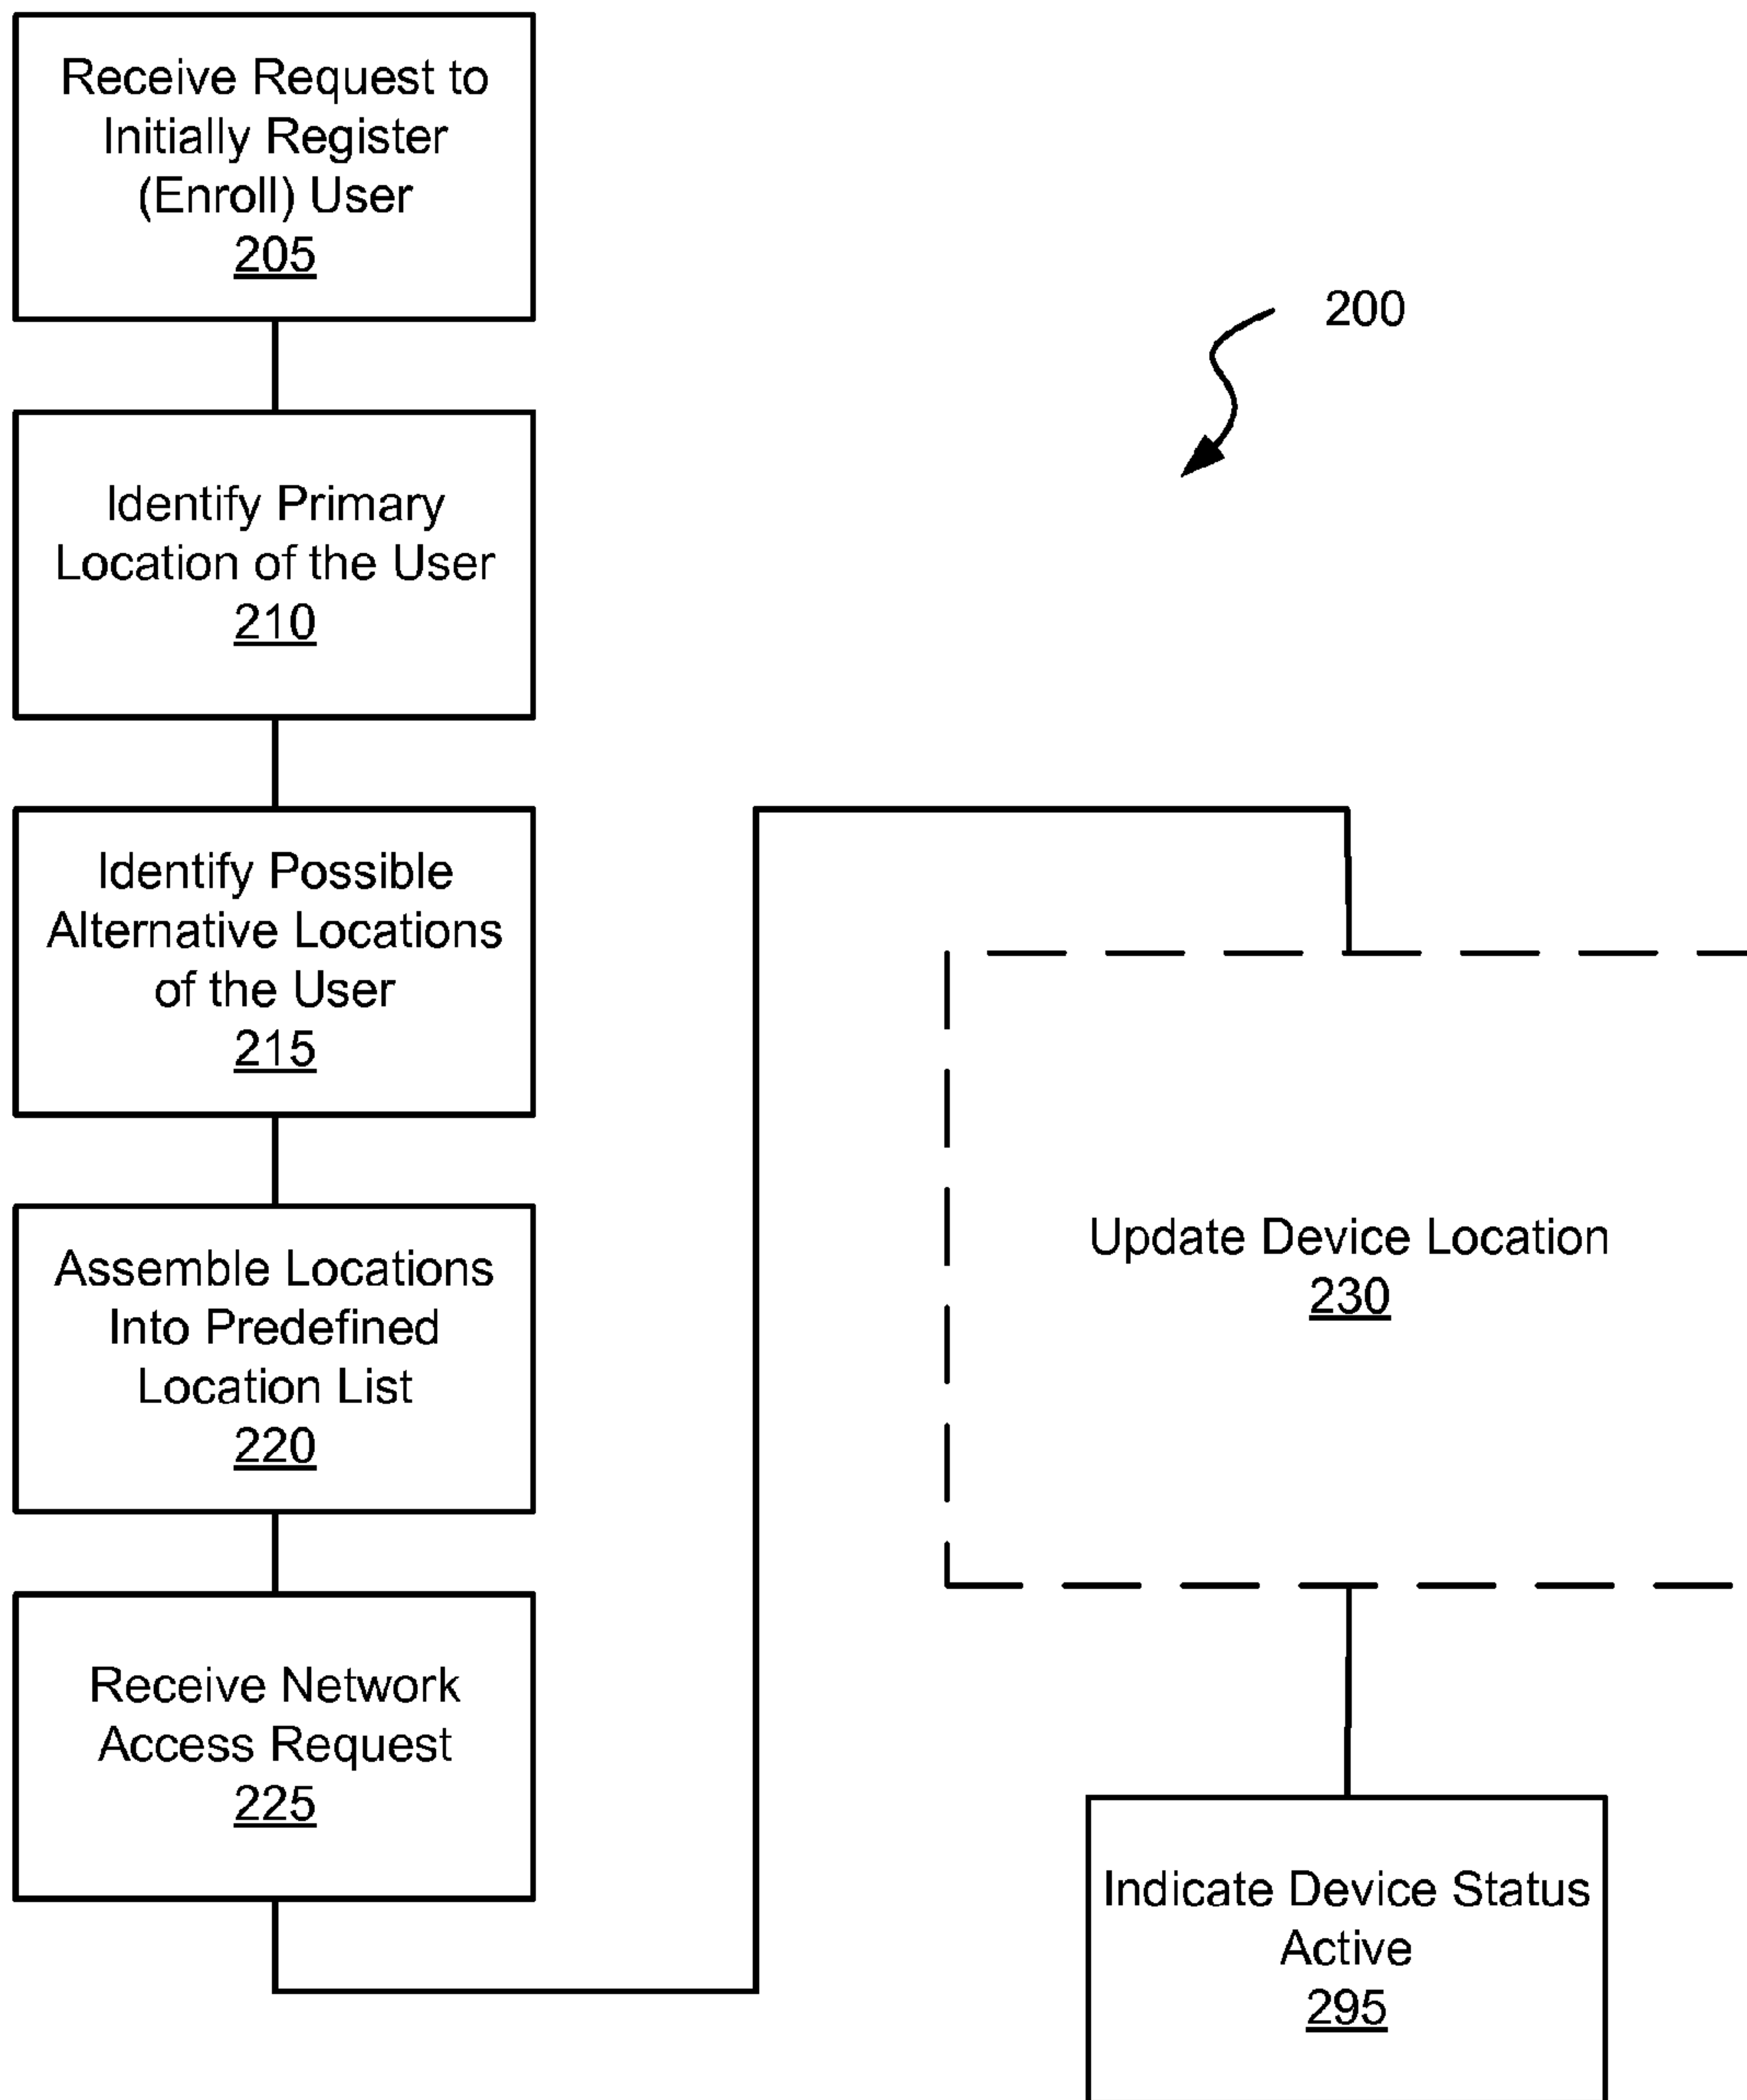 Receive Request to
Initially Register
(Enroll) User
205
Identify Primary
Location of the User
210
Identify Possible
Alternative Locations
of the User
215
Assemble Locations
Into Predefined
Location List
220
Receive Network
Access Request
225
200
Update Device Location
230
Indicate Device Status
Active
295